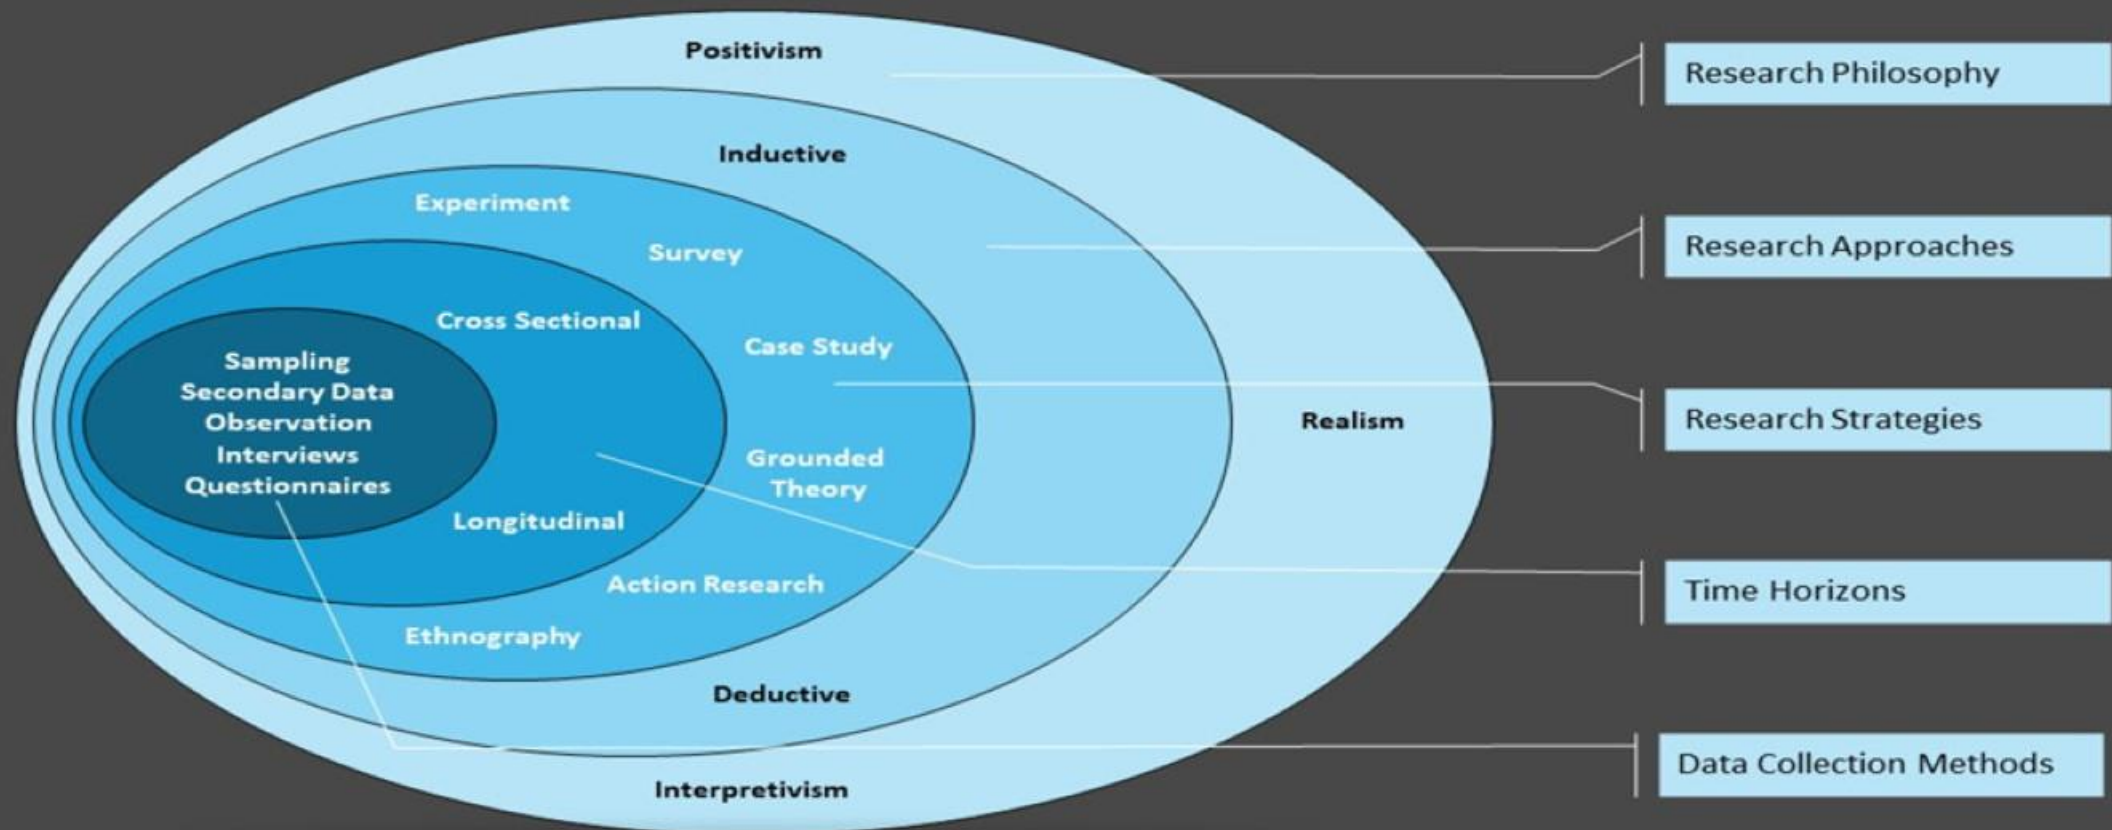 Positivism
Research Philosophy
Inductive
Experiment
Survey
Research Approaches
Cross Sectional
Case Study
Sampling
Secondary Data
Observation
Interviews
Questionnaires
Realism
Research Strategies
Grounded
Theory
Longitudinal
Action Research
Time Horizons
Ethnography
Deductive
Interpretivism
Data Collection Methods